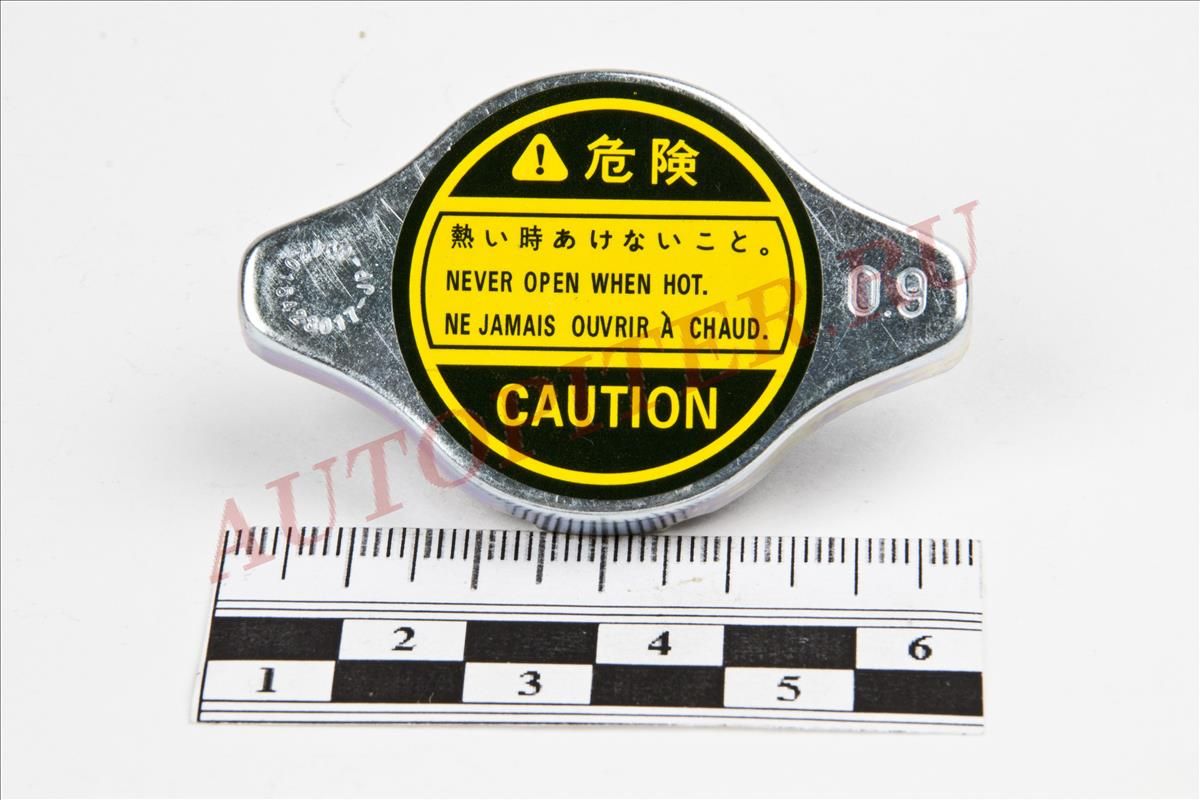 危険
熱い時あけないこと。
NEVER OPEN WHEN HOT.
NE JAMAIS OUVRIR À CHAUD.
CAUTION
0.9
AUTOPITER.RU
2 4 6
1 3 5